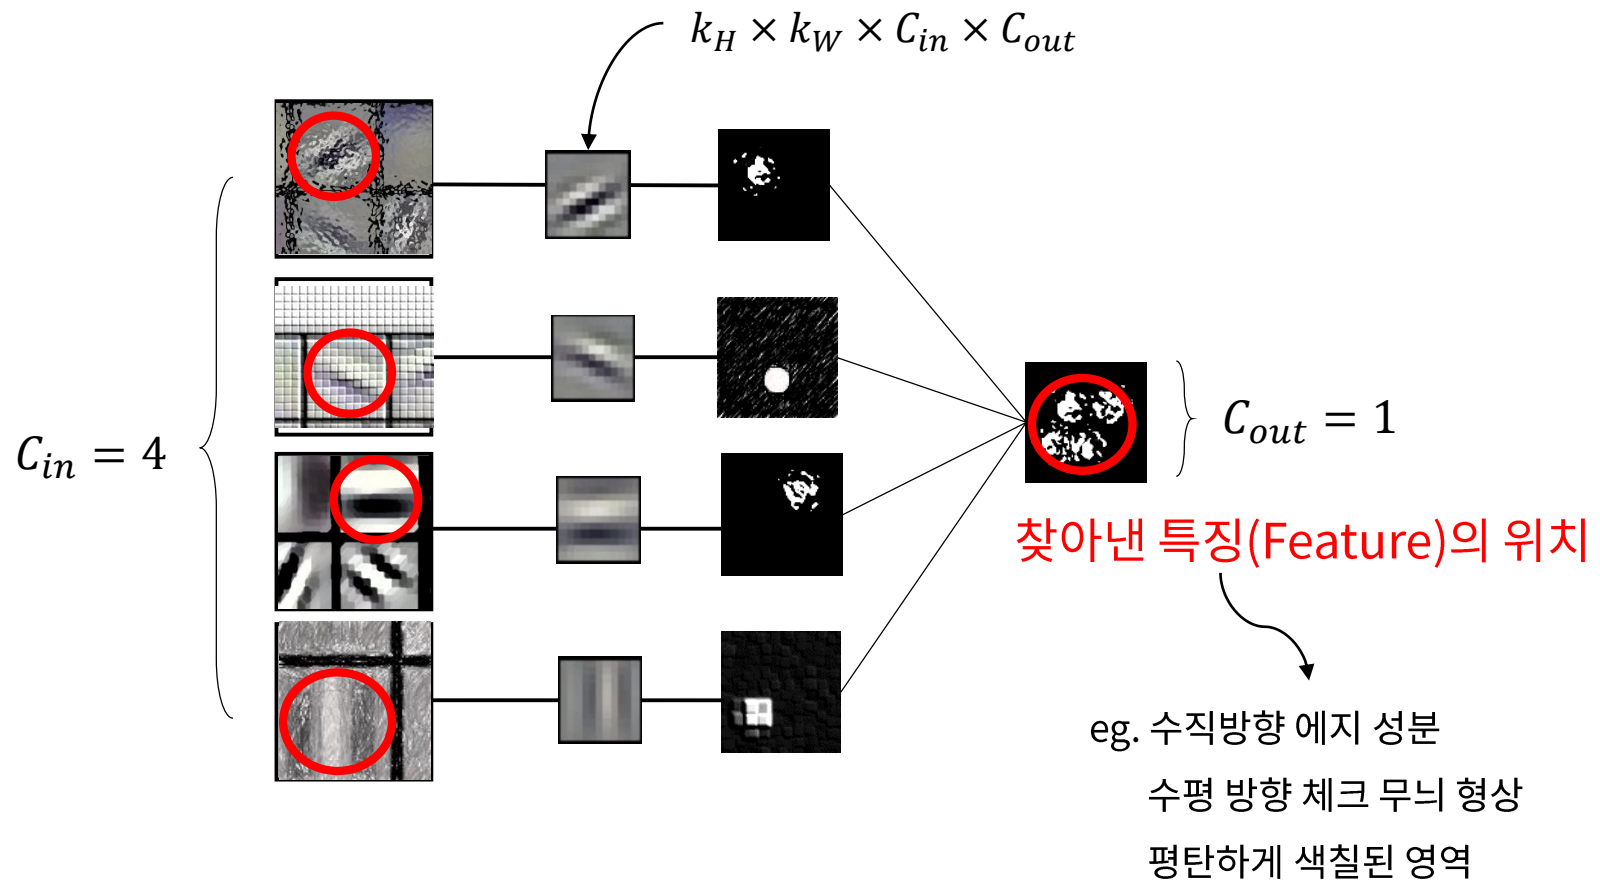 k_H × k_W × C_in × C_out
C_in = 4
C_out = 1
찾아낸 특징(Feature)의 위치
eg. 수직방향 에지 성분
수평 방향 체크 무늬 형상
평탄하게 색칠된 영역